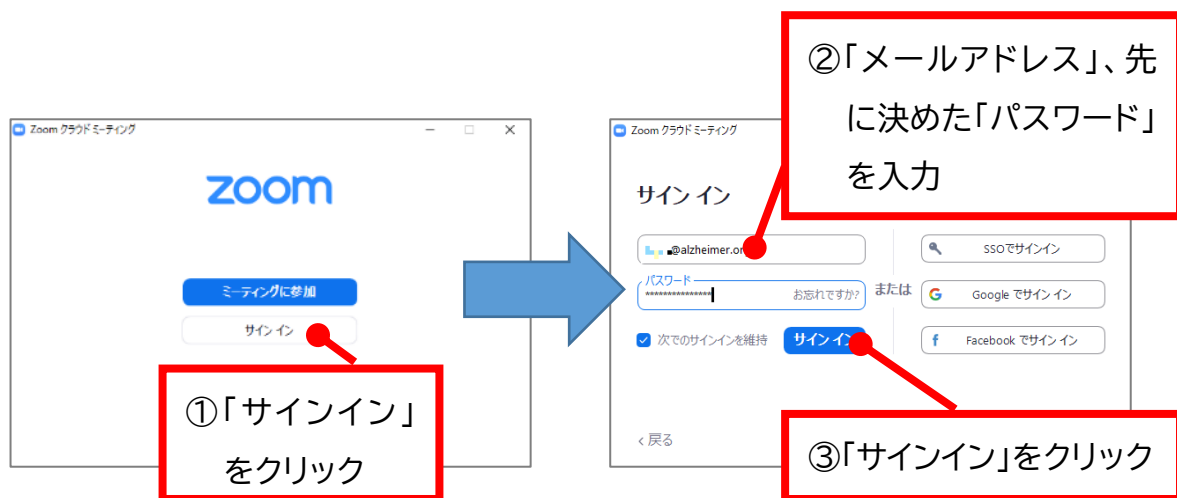 Zoom クラウド ミーティング
zoom
ミーティングに参加
サイン イン
①「サインイン」
をクリック
Zoom クラウド ミーティング
②「メールアドレス」、先
に決めた「パスワード」
を入力
サイン イン
@alzheimer.or
パスワード
***************
お忘れですか?
次でのサインインを維持
サイン イン
または
SSOでサインイン
Google でサイン イン
Facebook でサイン イン
< 戻る
③「サインイン」をクリック